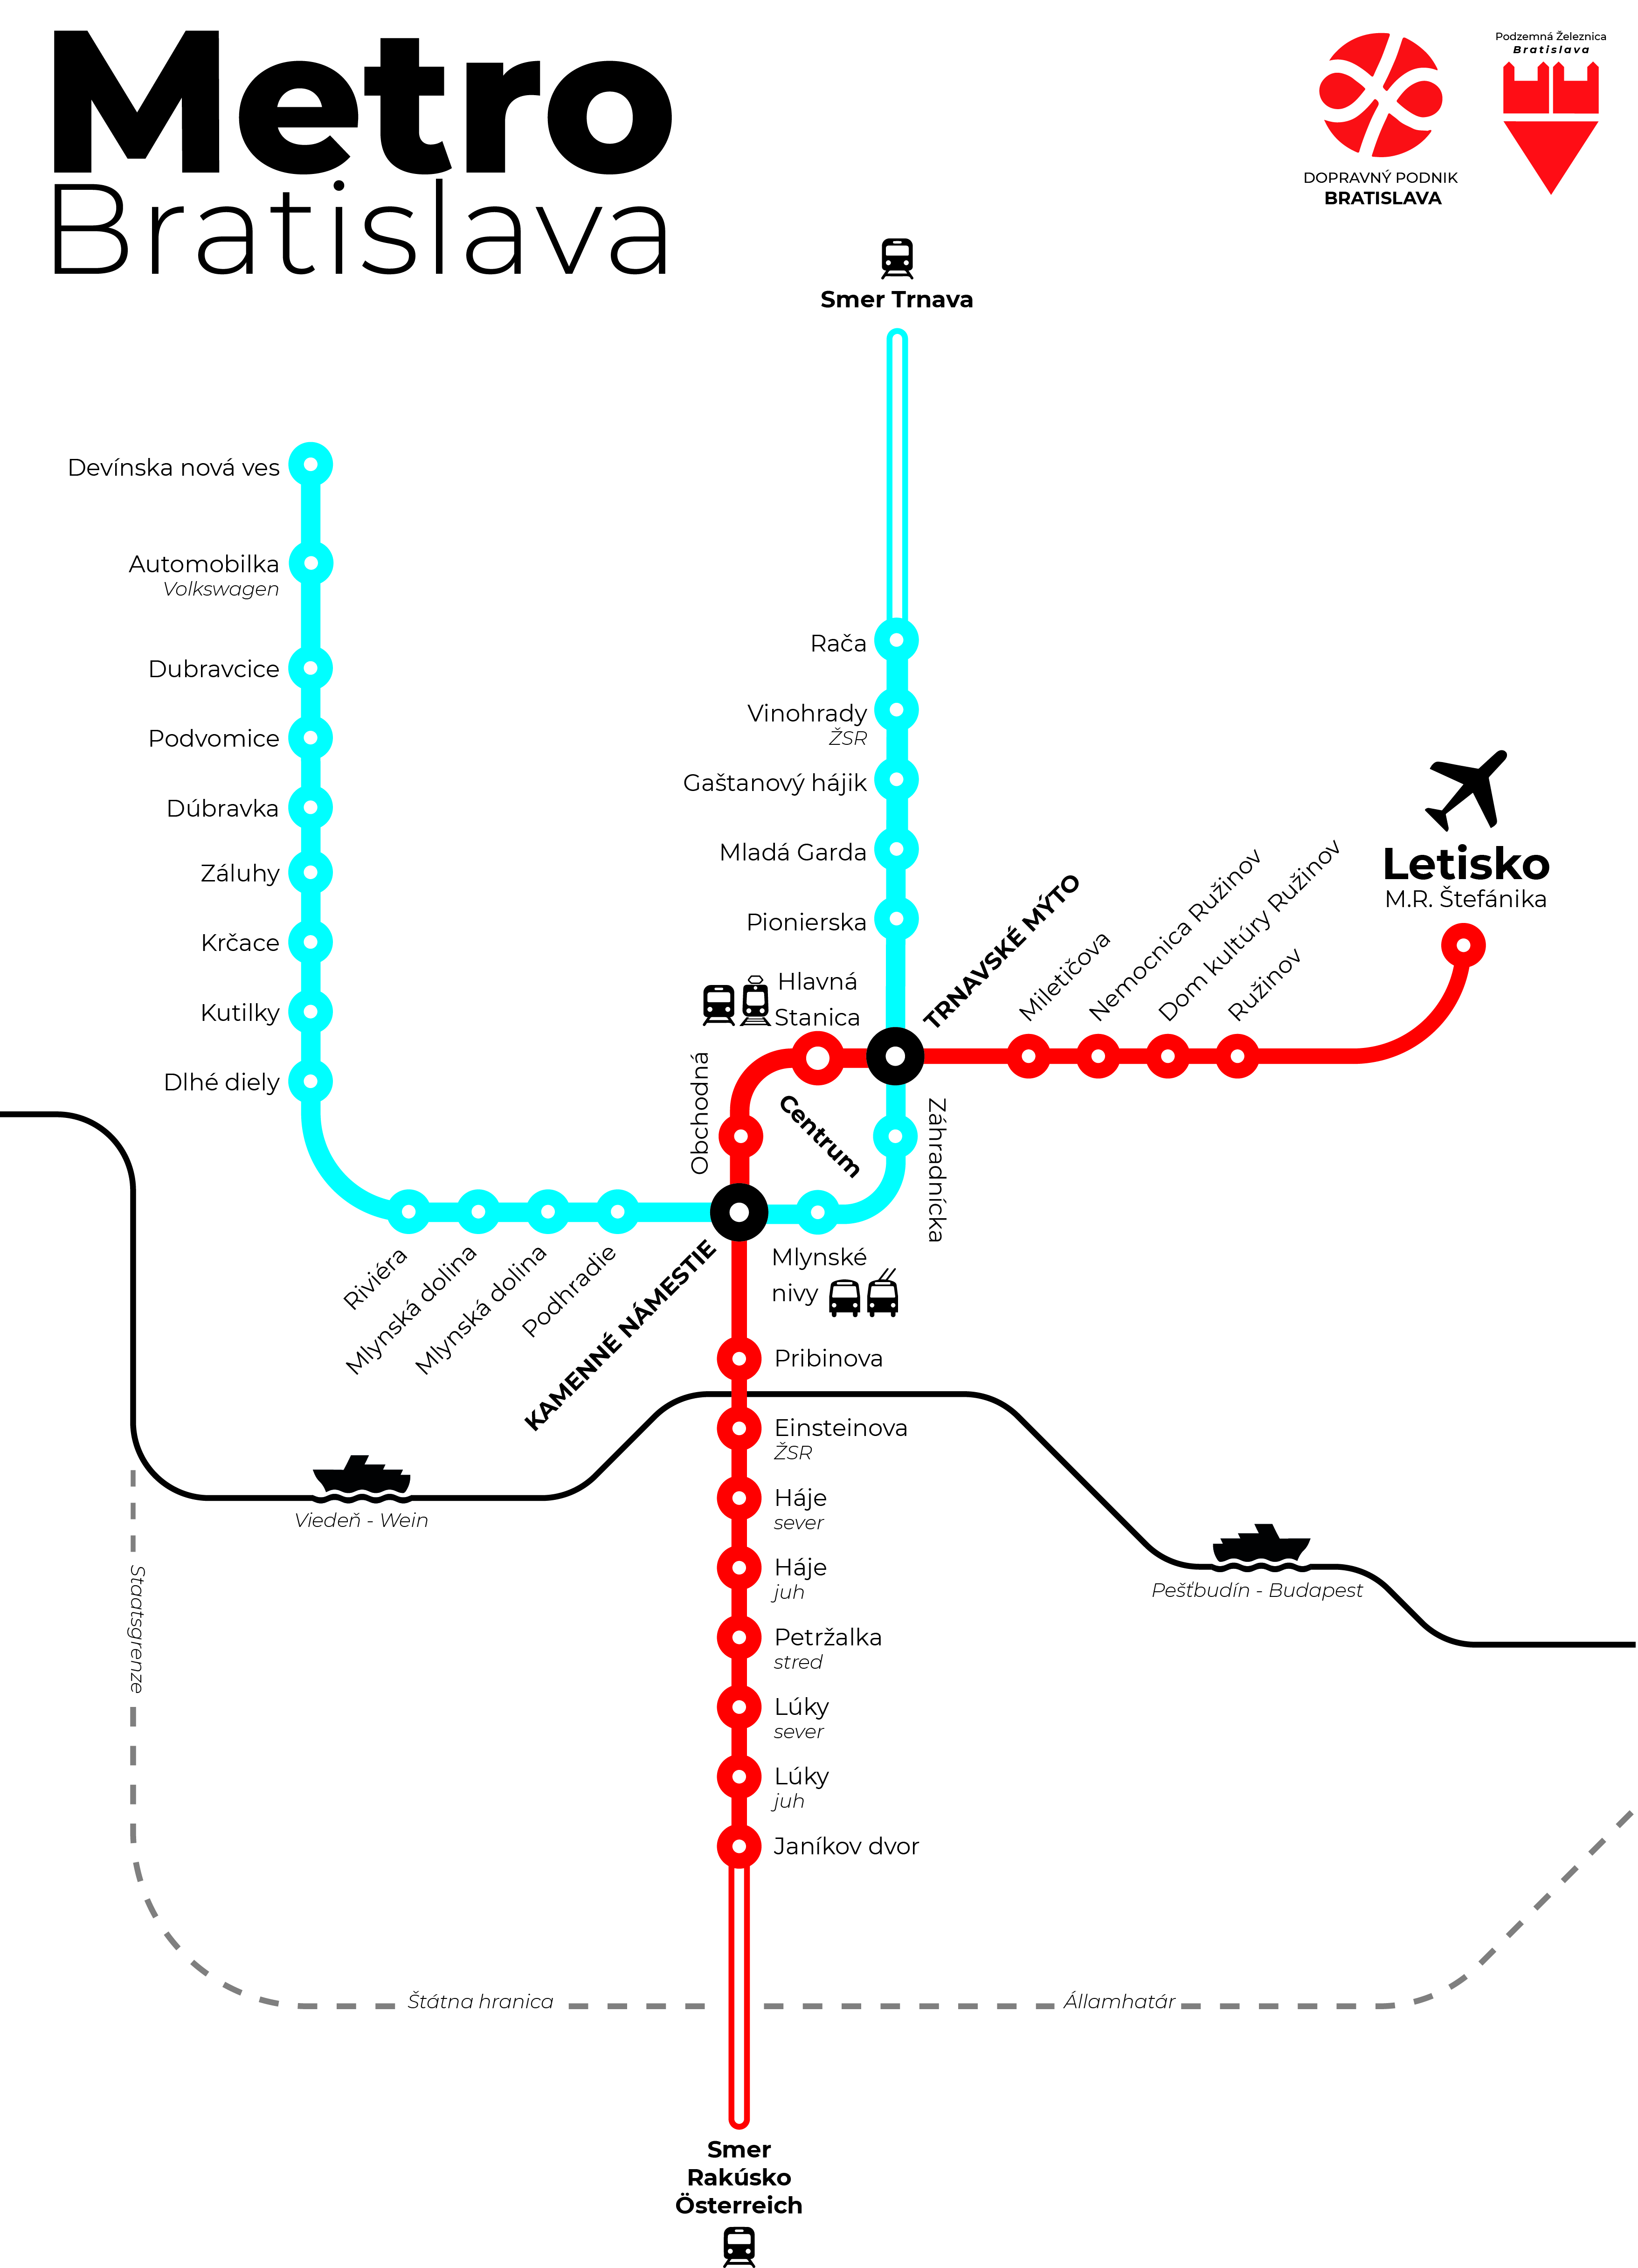 Metro
Bratislava
DOPRAVNÝ PODNIK
BRATISLAVA
Podzemná Železnica
Bratislava
Smer Trnava
Devínska nová ves
Automobilka
Volkswagen
Dubravcice
Podvornice
Dúbravka
Záluhy
Krčace
Kutilky
Dlhé diely
Riviéra
Mlynská dolina
Mlynská dolina
Podhradie
KAMENNÉ NÁMESTIE
Rača
Vinohrady
ŽSR
Gaštanový hájik
Mladá Garda
Pionierska
Hlavná
Stanica
Obchodná
Centrum
TRNAVSKÉ MÝTO
Miletičova
Nemocnica Ružinov
Dom kultúry Ružinov
Ružinov
Letisko
M.R. Štefánika
Záhradnícka
Mlynské
nivy
Pribinova
Einsteinova
ŽSR
Háje
sever
Háje
juh
Petržalka
stred
Lúky
sever
Lúky
juh
Janíkov dvor
Viedeň - Wein
Pešťbudín - Budapest
Staatsgrenze
Štátna hranica
Államhatár
Smer
Rakúsko
Österreich